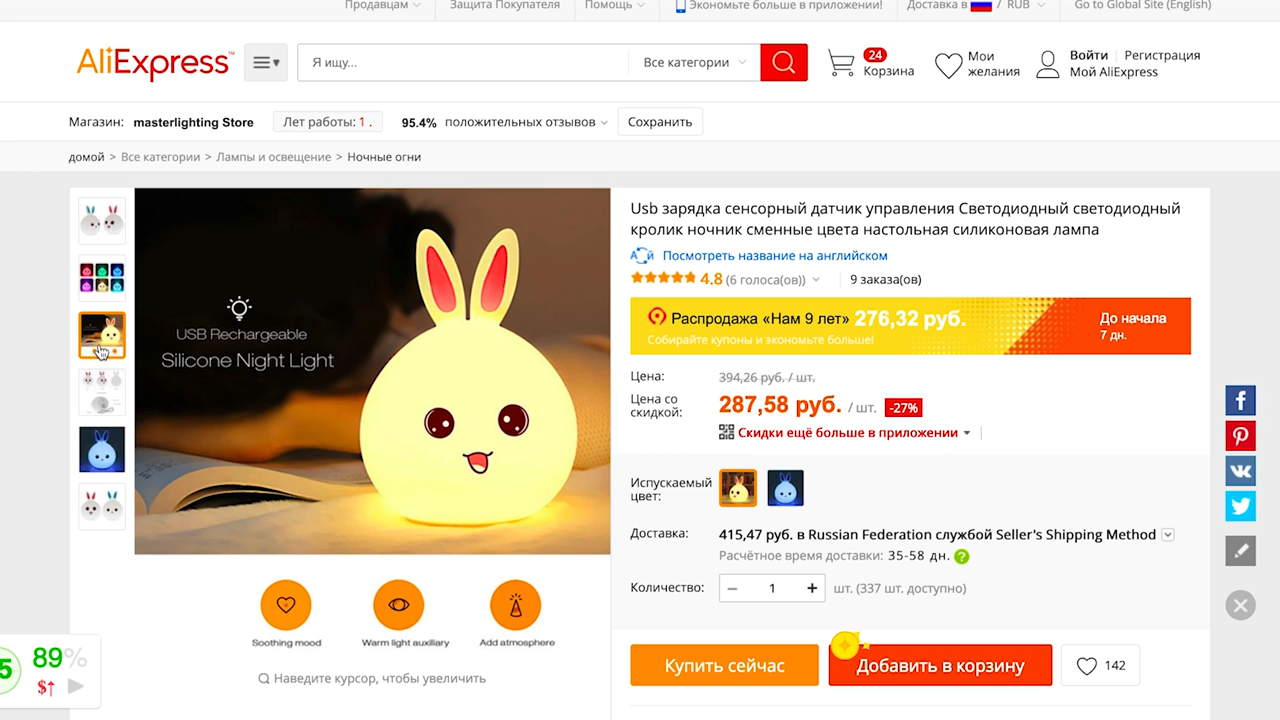 Продавцам
Защита Покупателя
Помощь
Экономьте больше в приложении!
Доставка в / RUB
Go to Global Site (English)
AliExpress™
Я ищу...
Все категории
24
Корзина
Мои
желания
Войти | Регистрация
Мой AliExpress
Магазин: masterlighting Store
Лет работы: 1 .
95.4% положительных отзывов
Сохранить
домой > Все категории > Лампы и освещение > Ночные огни
USB Rechargeable
Silicone Night Light
Soothing mood
Warm light auxiliary
Add atmosphere
Наведите курсор, чтобы увеличить
Usb зарядка сенсорный датчик управления Светодиодный светодиодный
кролик ночник сменные цвета настольная силиконовая лампа
Посмотреть название на английском
4.8 (6 голоса(ов))
9 заказа(ов)
Распродажа «Нам 9 лет» 276,32 руб.
Собирайте купоны и экономьте больше!
До начала
7 дн.
Цена: 394,26 руб. / шт.
Цена со
скидкой:
287,58 руб. / шт. -27%
Скидки ещё больше в приложении
Испускаемый
цвет:
Доставка: 415,47 руб. в Russian Federation службой Seller's Shipping Method
Расчётное время доставки: 35-58 дн. ?
Количество: − 1 + шт. (337 шт. доступно)
Купить сейчас
Добавить в корзину
142
5
89%
$↑